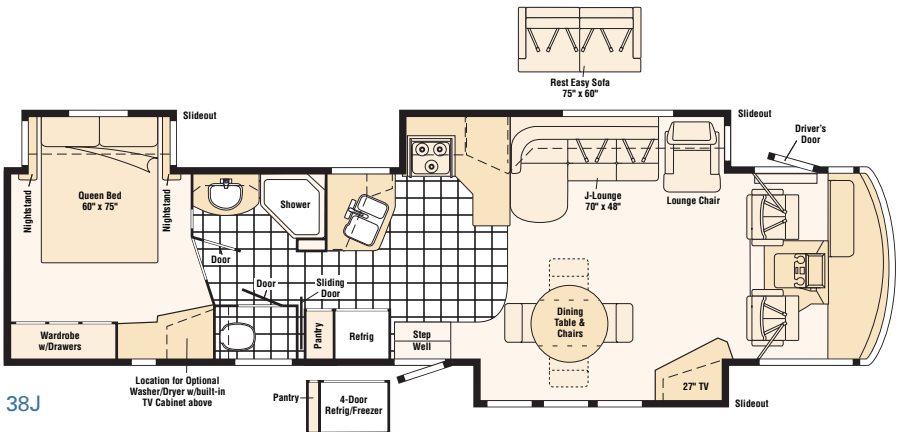 Rest Easy Sofa
75" x 60"
Slideout
Slideout
Driver's
Door
Nightstand
Queen Bed
60" x 75"
Nightstand
Shower
J-Lounge
70" x 48"
Lounge Chair
Door
Door
Sliding
Door
Dining
Table &
Chairs
Wardrobe
w/Drawers
Pantry
Refrig
Step
Well
27" TV
Location for Optional
Washer/Dryer w/built-in
TV Cabinet above
Pantry
4-Door
Refrig/Freezer
Slideout
38J